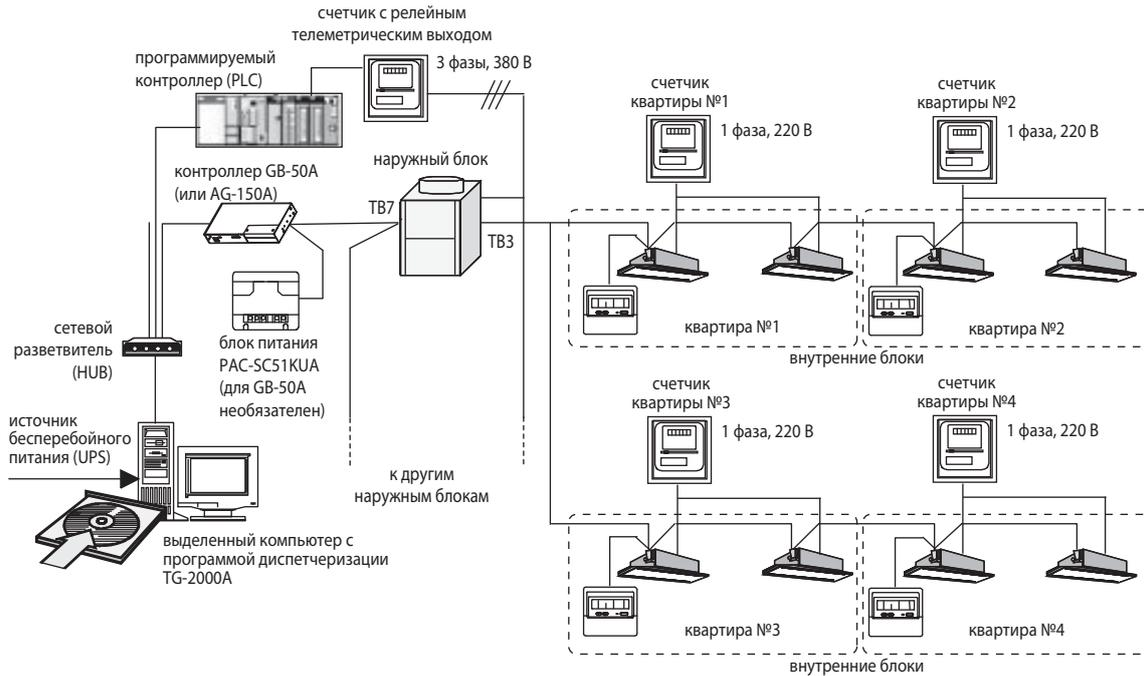 счетчик с релейным
телеметрическим выходом
3 фазы, 380 В
программируемый
контроллер (PLC)
контроллер GB-50A
(или AG-150A)
наружный блок
TB7
TB3
блок питания
PAC-SC51KUA
(для GB-50A
необязателен)
сетевой
разветвитель
(HUB)
источник
бесперебойного
питания (UPS)
выделенный компьютер с
программой диспетчеризации
TG-2000A
к другим
наружным блокам
счетчик
квартиры №1
1 фаза, 220 В
квартира №1
счетчик
квартиры №2
1 фаза, 220 В
квартира №2
внутренние блоки
счетчик
квартиры №3
1 фаза, 220 В
квартира №3
счетчик
квартиры №4
1 фаза, 220 В
квартира №4
внутренние блоки